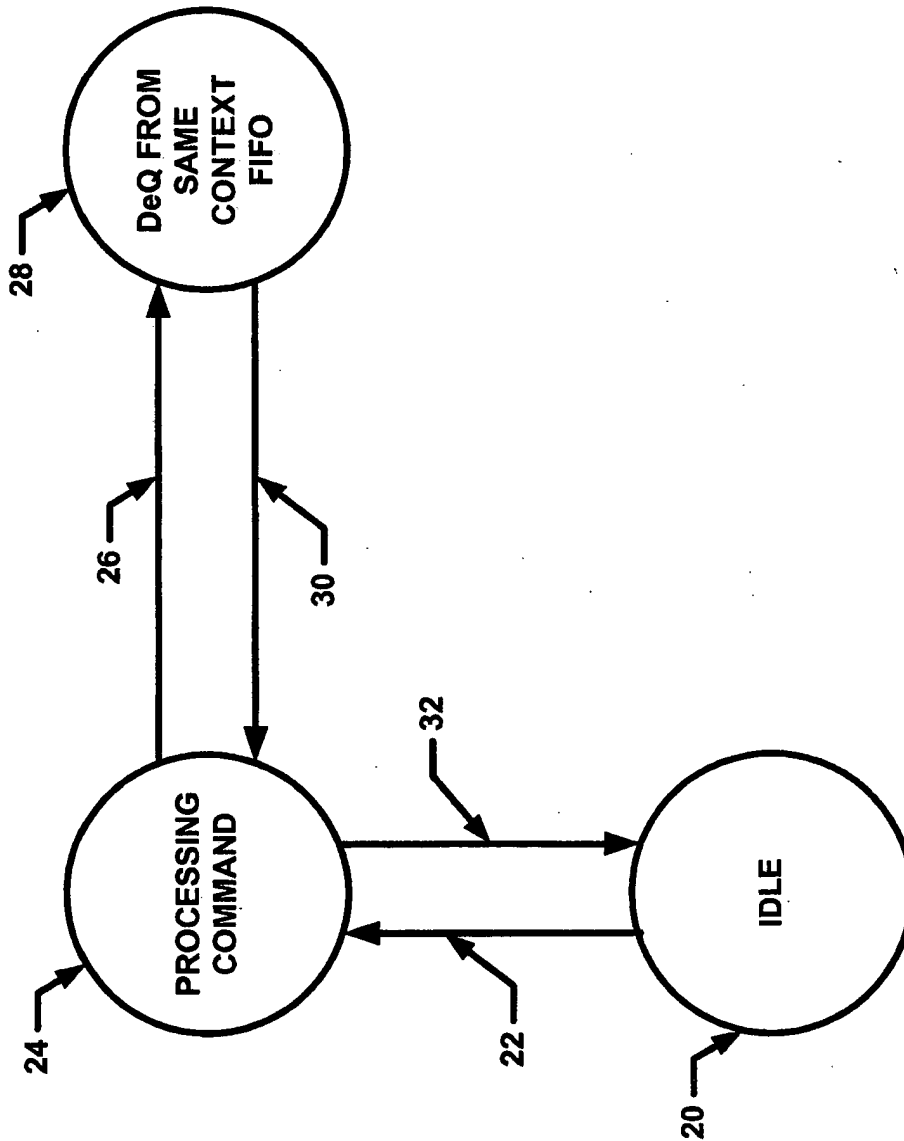 24
PROCESSING
COMMAND
26
30
28
DeQ FROM
SAME
CONTEXT
FIFO
22
32
20
IDLE